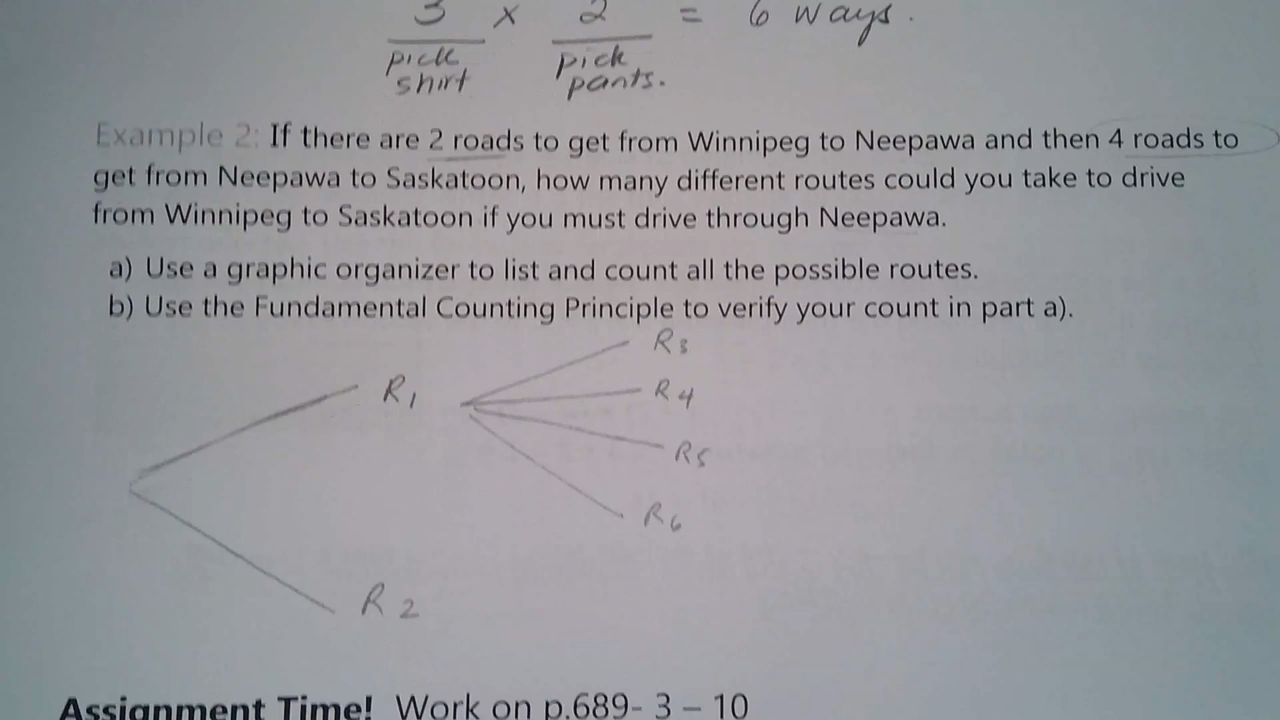 3 x 2 = 6 ways.
pick shirt pick pants.
Example 2: If there are 2 roads to get from Winnipeg to Neepawa and then 4 roads to
get from Neepawa to Saskatoon, how many different routes could you take to drive
from Winnipeg to Saskatoon if you must drive through Neepawa.
a) Use a graphic organizer to list and count all the possible routes.
b) Use the Fundamental Counting Principle to verify your count in part a).
R3
R1
R4
R5
R6
R2
Assignment Time! Work on p.689- 3 – 10